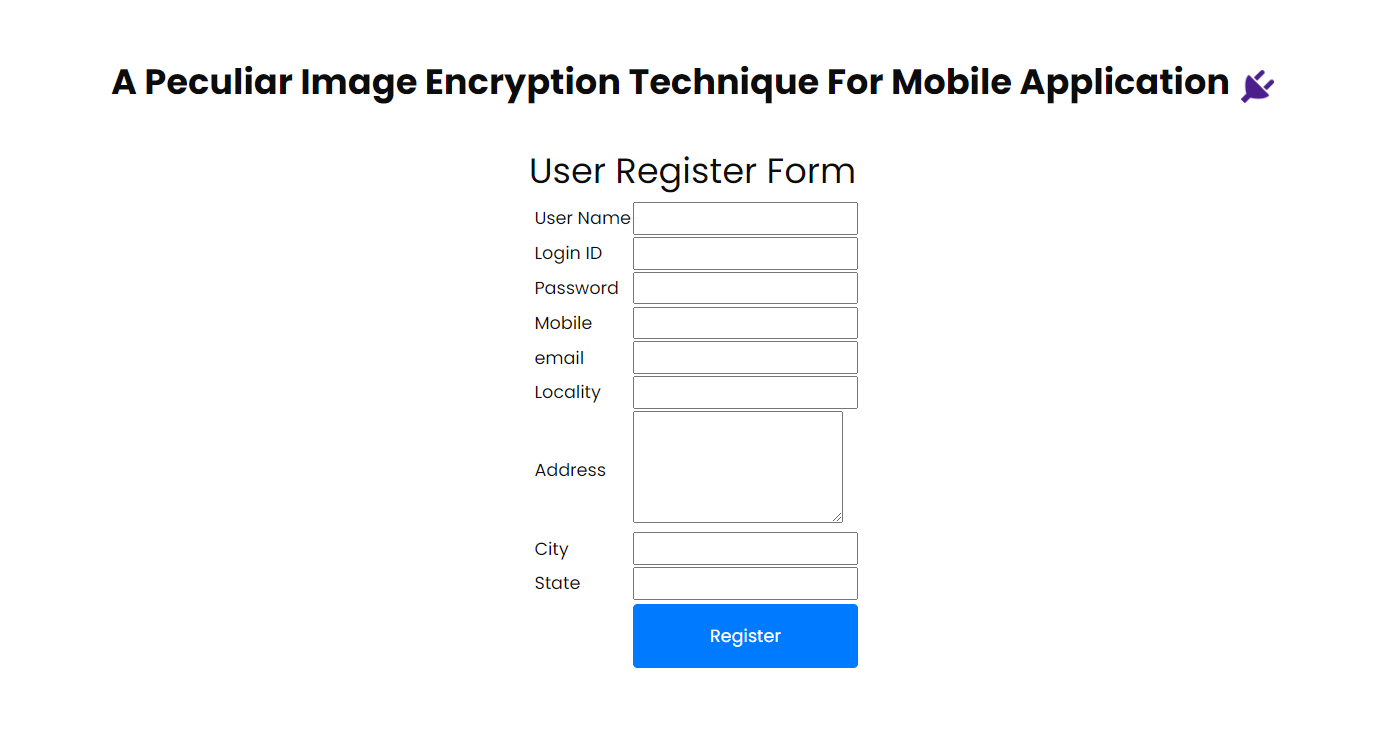 A Peculiar Image Encryption Technique For Mobile Application
User Register Form
User Name
Login ID
Password
Mobile
email
Locality
Address
City
State
Register